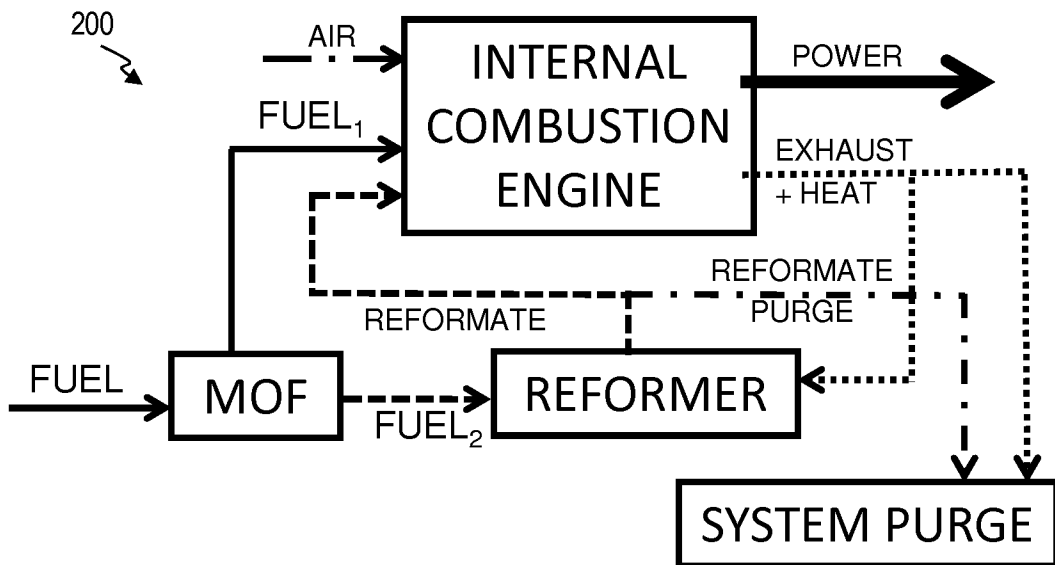 200
AIR
INTERNAL
COMBUSTION
ENGINE
POWER
FUEL₁
EXHAUST
+ HEAT
REFORMATE
PURGE
REFORMATE
FUEL
MOF
FUEL₂
REFORMER
SYSTEM PURGE